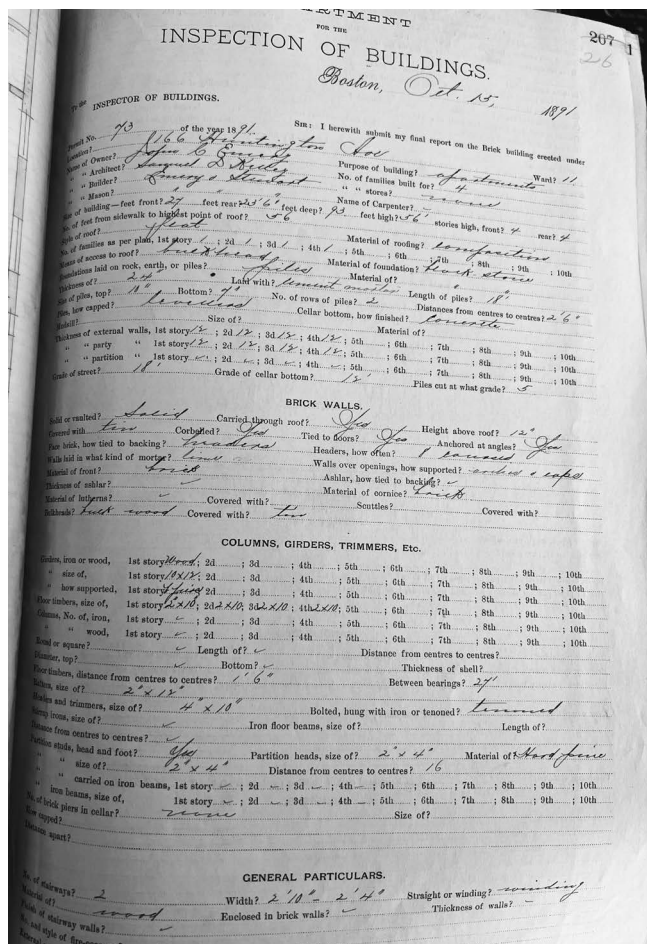 ARTMENT
FOR THE
INSPECTION OF BUILDINGS.
207 1
26
Boston, Oct. 15, 1891
To the INSPECTOR OF BUILDINGS.
SIR: I herewith submit my final report on the Brick building erected under
Permit No. 73 of the year 1891.
Location? 166 Huntington Ave Ward? 11
Name of Owner? John C Emery Purpose of building? apartments
" " Architect? Samuel D Kelley No. of families built for? 4
" " Builder? Emery & Stewart " " stores? none
" " Mason? " " Name of Carpenter?
Size of building—feet front? 27 feet rear? 23'6" feet deep? 93 feet high? 56' stories high, front? 4 rear? 4
No. of feet from sidewalk to highest point of roof? 56
Style of roof? flat Material of roofing? composition
No. of families as per plan, 1st story 1; 2d 1; 3d 1; 4th 1; 5th ; 6th ; 7th ; 8th ; 9th ; 10th
Means of access to roof? bulkhead Material of foundation? block stone
Foundations laid on rock, earth, or piles? piles Material of? "
Thickness of? 24" Laid with? cement mortar Length of piles? 18'
Size of piles, top? 10" Bottom? 7" No. of rows of piles? 2 Distances from centres to centres? 2'6"
Piles, how capped? levellers Cellar bottom, how finished? concrete
Size of? Material of?
Thickness of external walls, 1st story 12; 2d 12; 3d 12; 4th 12; 5th ; 6th ; 7th ; 8th ; 9th ; 10th
" " party " 1st story 12; 2d 12; 3d 12; 4th 12; 5th ; 6th ; 7th ; 8th ; 9th ; 10th
" " partition " 1st story ✓; 2d ✓; 3d ✓; 4th ✓; 5th ; 6th ; 7th ; 8th ; 9th ; 10th
Grade of street? 18' Grade of cellar bottom? 12' Piles cut at what grade? 5
BRICK WALLS.
Solid or vaulted? Solid Carried through roof? Yes Height above roof? 12"
Covered with? tin Corbelled? Yes Tied to floors? Yes Anchored at angles? Yes
Face brick, how tied to backing? headers Headers, how often? 8 courses
Walls laid in what kind of mortar? lime Walls over openings, how supported? arches & caps
Material of front? brick Ashlar, how tied to backing? ✓
Thickness of ashlar? ✓ Material of cornice? brick
Material of lutherns? ✓ Covered with? Scuttles? Covered with?
Bulkheads? bulk wood Covered with? tin
COLUMNS, GIRDERS, TRIMMERS, Etc.
Girders, iron or wood, 1st story Wood; 2d ; 3d ; 4th ; 5th ; 6th ; 7th ; 8th ; 9th ; 10th
" size of, 1st story 10x12; 2d ; 3d ; 4th ; 5th ; 6th ; 7th ; 8th ; 9th ; 10th
" how supported, 1st story ; 2d ; 3d ; 4th ; 5th ; 6th ; 7th ; 8th ; 9th ; 10th
Floor timbers, size of, 1st story 2x10; 2d 2x10; 3d 2x10; 4th 2x10; 5th ; 6th ; 7th ; 8th ; 9th ; 10th
Columns, No. of, iron, 1st story ✓; 2d ; 3d ; 4th ; 5th ; 6th ; 7th ; 8th ; 9th ; 10th
" " wood, 1st story ✓; 2d ; 3d ; 4th ; 5th ; 6th ; 7th ; 8th ; 9th ; 10th
Round or square? ✓ Length of? ✓ Distance from centres to centres?
Diameter, top? ✓ Bottom? ✓ Thickness of shell?
Floor timbers, distance from centres to centres? 1'6" Between bearings? 27'
Rafters, size of? 2" x 12"
Headers and trimmers, size of? 4" x 10" Bolted, hung with iron or tenoned? tenoned
Stirrup irons, size of? ✓ Iron floor beams, size of? Length of?
Distance from centres to centres? ✓
Partition studs, head and foot? Yes Partition heads, size of? 2" x 4" Material of? Hard pine
" " size of? 2" x 4" Distance from centres to centres? 16
" carried on iron beams, 1st story ✓; 2d ✓; 3d ✓; 4th ; 5th ; 6th ; 7th ; 8th ; 9th ; 10th
" iron beams, size of, 1st story ✓; 2d ✓; 3d ✓; 4th ; 5th ; 6th ; 7th ; 8th ; 9th ; 10th
No. of brick piers in cellar? none Size of?
How capped?
Distance apart?
GENERAL PARTICULARS.
No. of stairways? 2 Width? 2'10" - 2'4" Straight or winding? winding
Material of? wood Enclosed in brick walls? ✓ Thickness of walls?
Finish of stairway walls? ✓
No. and style of fire-